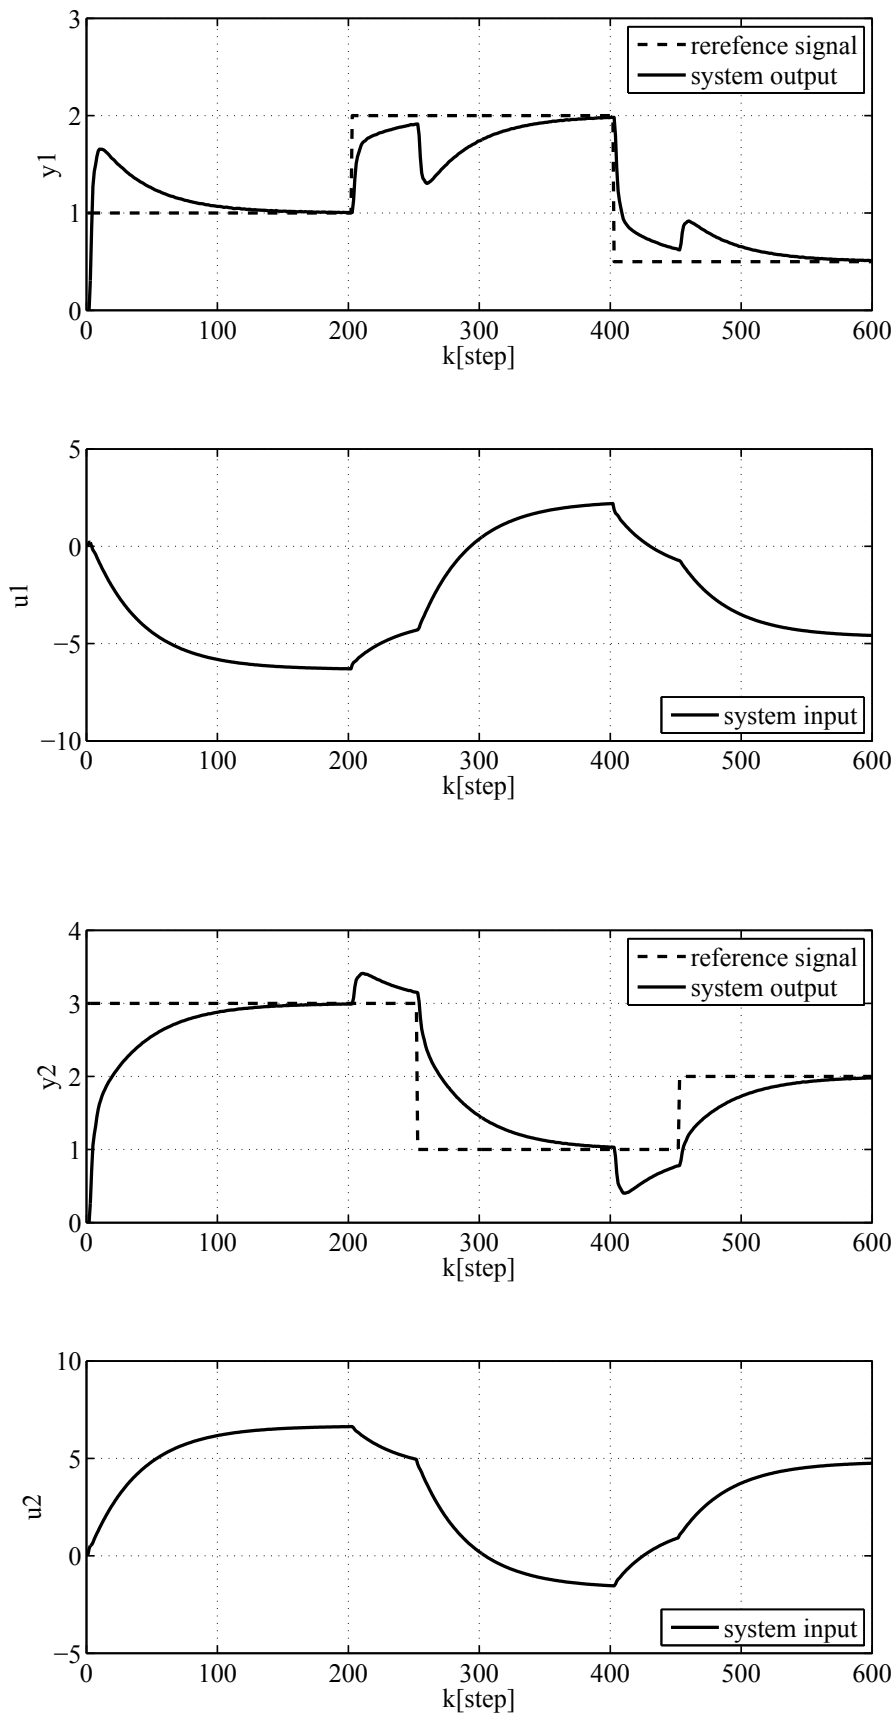 3
rerefence signal
system output
2
y1
1
0
0 100 200 300 400 500 600
k[step]
5
0
u1
−5
system input
−10
0 100 200 300 400 500 600
k[step]
4
reference signal
system output
3
y2
2
1
0
0 100 200 300 400 500 600
k[step]
10
5
u2
0
system input
−5
0 100 200 300 400 500 600
k[step]